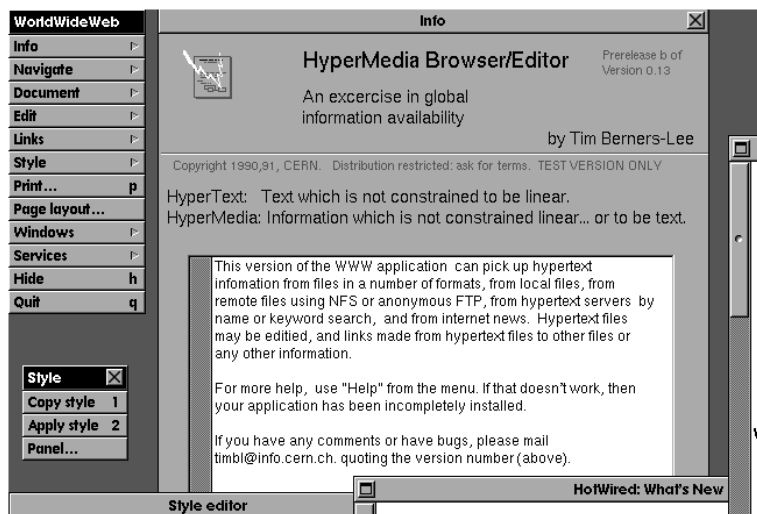 WorldWideWeb
Info
Navigate
Document
Edit
Links
Style
Print... p
Page layout...
Windows
Services
Hide h
Quit q
Style
Copy style 1
Apply style 2
Panel...
Style editor
Info
HyperMedia Browser/Editor
Prerelease b of
Version 0.13
An excercise in global
information availability
by Tim Berners-Lee
Copyright 1990,91, CERN. Distribution restricted: ask for terms. TEST VERSION ONLY
HyperText: Text which is not constrained to be linear.
HyperMedia: Information which is not constrained linear... or to be text.
This version of the WWW application can pick up hypertext
infomation from files in a number of formats, from local files, from
remote files using NFS or anonymous FTP, from hypertext servers by
name or keyword search, and from internet news. Hypertext files
may be editied, and links made from hypertext files to other files or
any other information.
For more help, use "Help" from the menu. If that doesn't work, then
your application has been incompletely installed.
If you have any comments or have bugs, please mail
timbl@info.cern.ch. quoting the version number (above).
HotWired: What's New